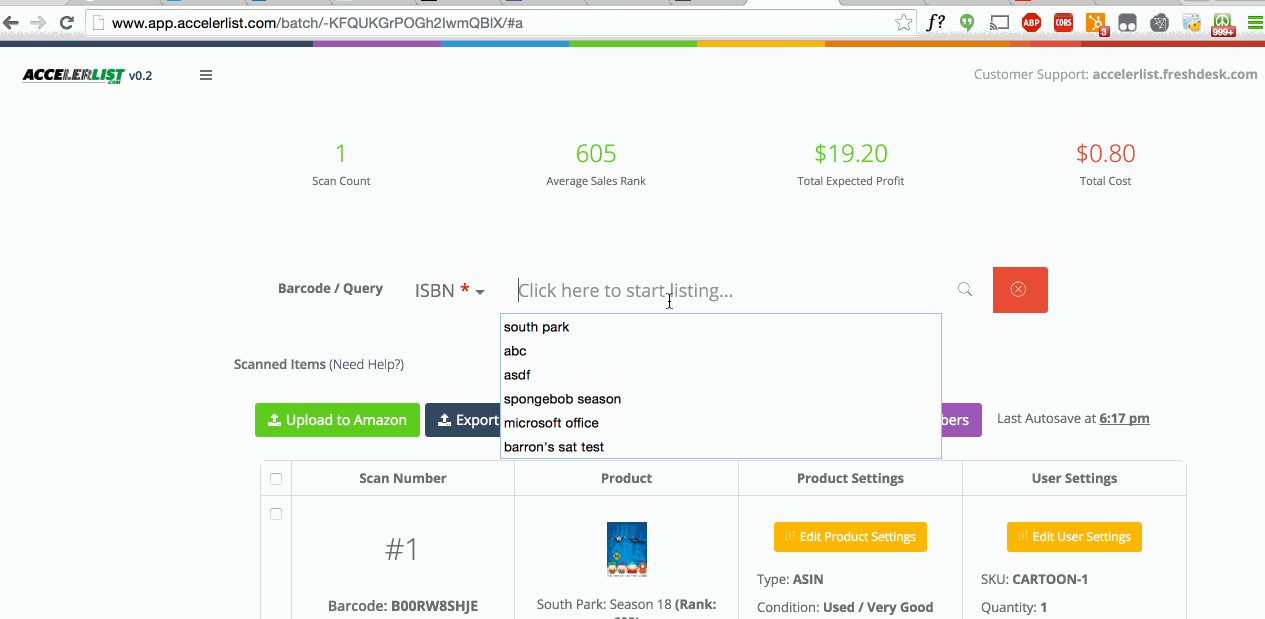 www.app.accelerlist.com/batch/-KFQUKGrPOGh2IwmQBIX/#a
f?
ABP
CORS
3
999+
ACCELERLIST
.COM
v0.2
Customer Support: accelerlist.freshdesk.com
1
605
$19.20
$0.80
Scan Count
Average Sales Rank
Total Expected Profit
Total Cost
Barcode / Query
ISBN *
Click here to start listing...
south park
abc
asdf
spongebob season
microsoft office
barron's sat test
Scanned Items (Need Help?)
Upload to Amazon
Export
bers
Last Autosave at 6:17 pm
Scan Number
Product
Product Settings
User Settings
#1
Edit Product Settings
Edit User Settings
Type: ASIN
SKU: CARTOON-1
Barcode: B00RW8SHJE
South Park: Season 18 (Rank:
Condition: Used / Very Good
Quantity: 1